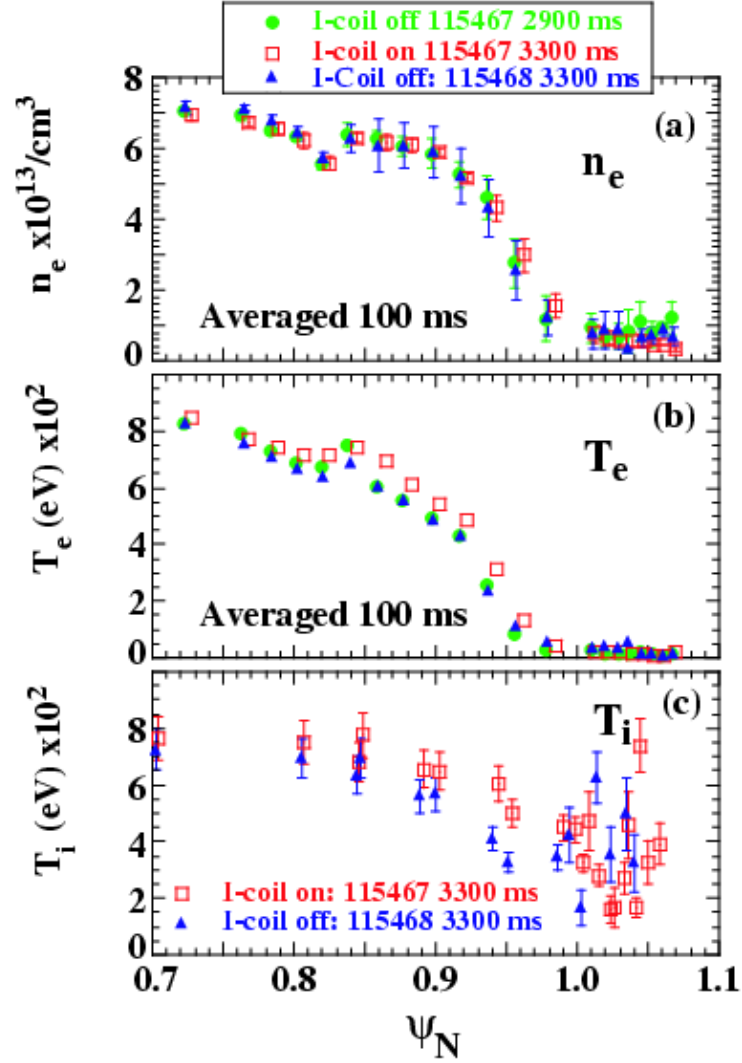 I-coil off 115467 2900 ms
I-coil on 115467 3300 ms
I-Coil off: 115468 3300 ms
8
6
4
2
0
n_e x10^13/cm^3
(a)
n_e
Averaged 100 ms
8
6
4
2
0
T_e (eV) x10^2
(b)
T_e
Averaged 100 ms
8
6
4
2
0
T_i (eV) x10^2
(c)
T_i
I-coil on: 115467 3300 ms
I-coil off: 115468 3300 ms
0.7 0.8 0.9 1.0 1.1
ψ_N